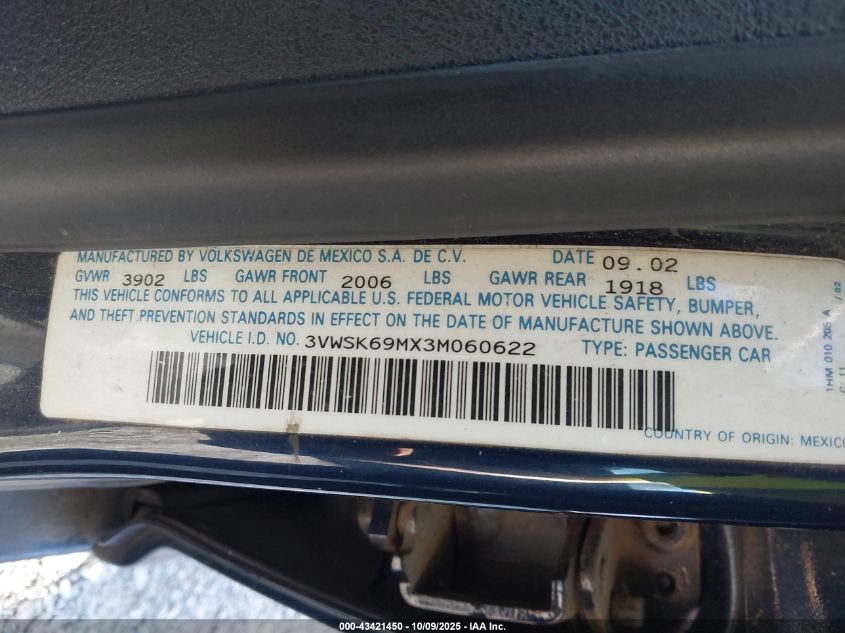 MANUFACTURED BY VOLKSWAGEN DE MEXICO S.A. DE C.V. DATE 09.02
GVWR 3902 LBS GAWR FRONT 2006 LBS GAWR REAR 1918 LBS
THIS VEHICLE CONFORMS TO ALL APPLICABLE U.S. FEDERAL MOTOR VEHICLE SAFETY, BUMPER,
AND THEFT PREVENTION STANDARDS IN EFFECT ON THE DATE OF MANUFACTURE SHOWN ABOVE.
VEHICLE I.D. NO. 3VWSK69MX3M060622 TYPE: PASSENGER CAR
COUNTRY OF ORIGIN: MEXICO
1HM 010 205 A
000-43421450 - 10/09/2025 - IAA Inc.